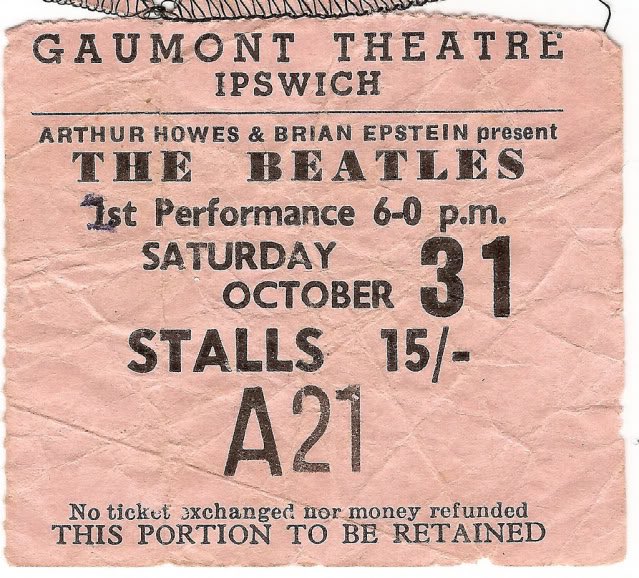 GAUMONT THEATRE
IPSWICH
ARTHUR HOWES & BRIAN EPSTEIN present
THE BEATLES
1st Performance 6-0 p.m.
SATURDAY
OCTOBER 31
STALLS 15/-
A21
No ticket exchanged nor money refunded
THIS PORTION TO BE RETAINED